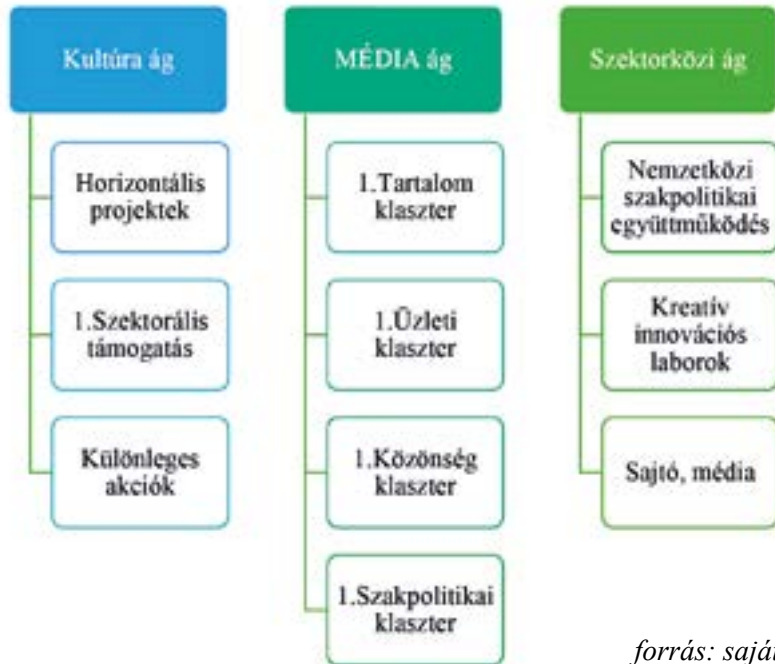 Kultúra ág
Horizontális
projektek
1.Szektorális
támogatás
Különleges
akciók
MÉDIA ág
1.Tartalom
klaszter
1.Üzleti
klaszter
1.Közönség
klaszter
1.Szakpolitikai
klaszter
Szektorközi ág
Nemzetközi
szakpolitikai
együttműködés
Kreatív
innovációs
laborok
Sajtó, média
forrás: saját